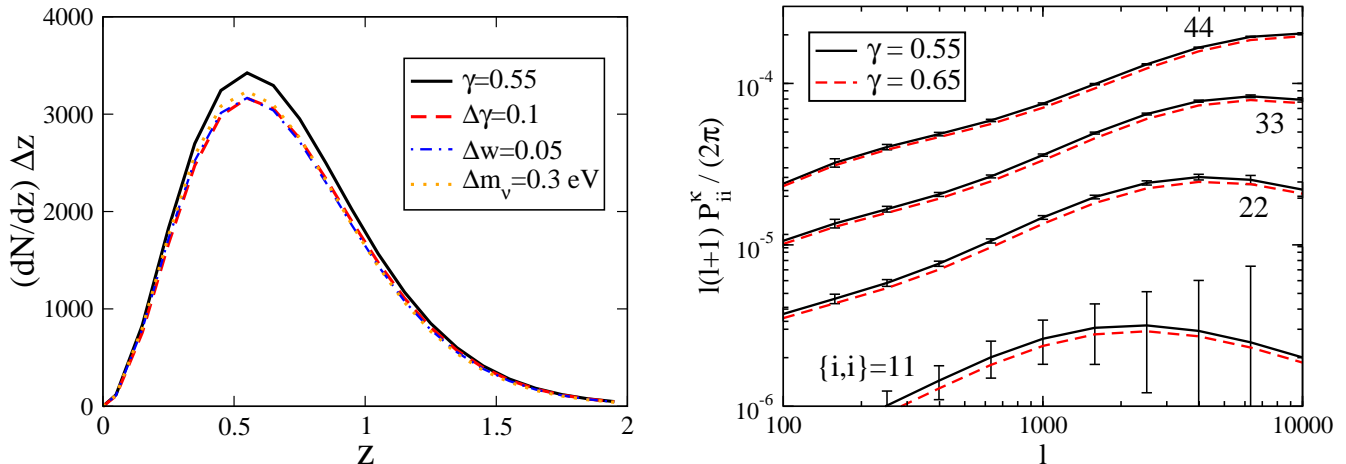 4000
3000
2000
1000
0
0
0.5
1
1.5
2
(dN/dz) Δz
z
γ=0.55
Δγ=0.1
Δw=0.05
Δm_ν=0.3 eV
10^-4
10^-5
10^-6
100
1000
10000
l(l+1) P_ii^κ / (2π)
l
γ = 0.55
γ = 0.65
44
33
22
{i,i}=11